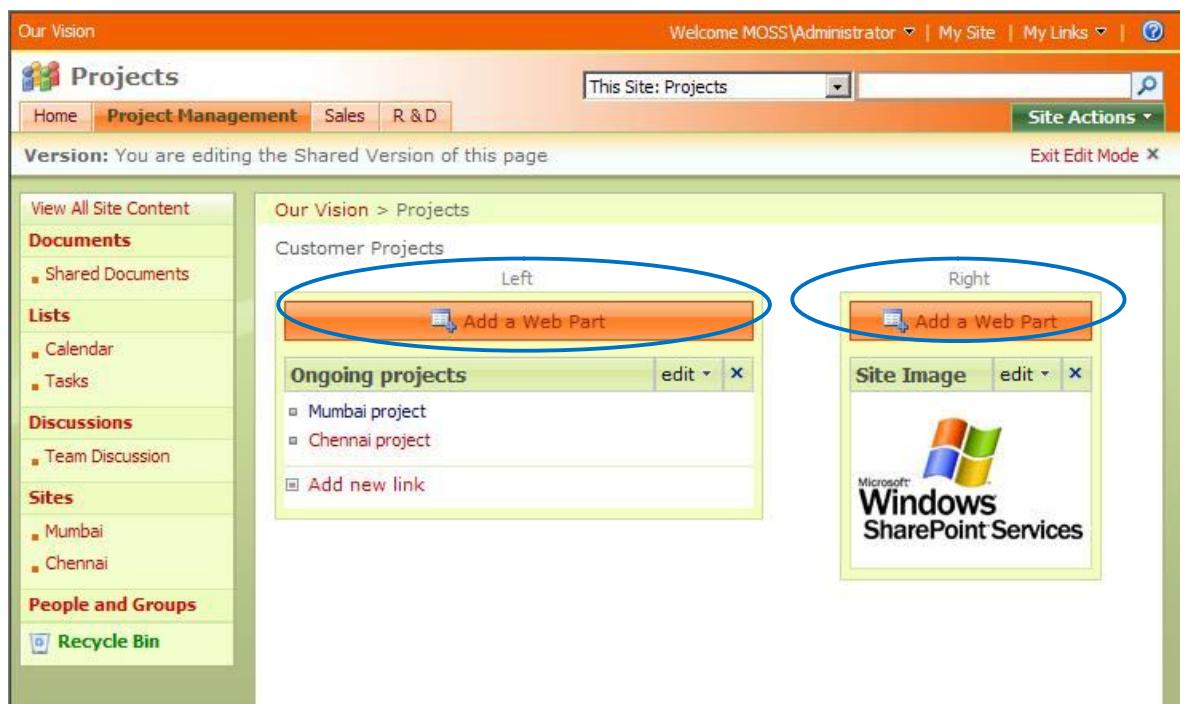 Our Vision
Welcome MOSS\Administrator | My Site | My Links |
Projects
This Site: Projects
Home Project Management Sales R & D
Site Actions
Version: You are editing the Shared Version of this page
Exit Edit Mode
View All Site Content
Documents
Shared Documents
Lists
Calendar
Tasks
Discussions
Team Discussion
Sites
Mumbai
Chennai
People and Groups
Recycle Bin
Our Vision > Projects
Customer Projects
Left
Add a Web Part
Ongoing projects edit
Mumbai project
Chennai project
Add new link
Right
Add a Web Part
Site Image edit
Microsoft
Windows
SharePoint Services